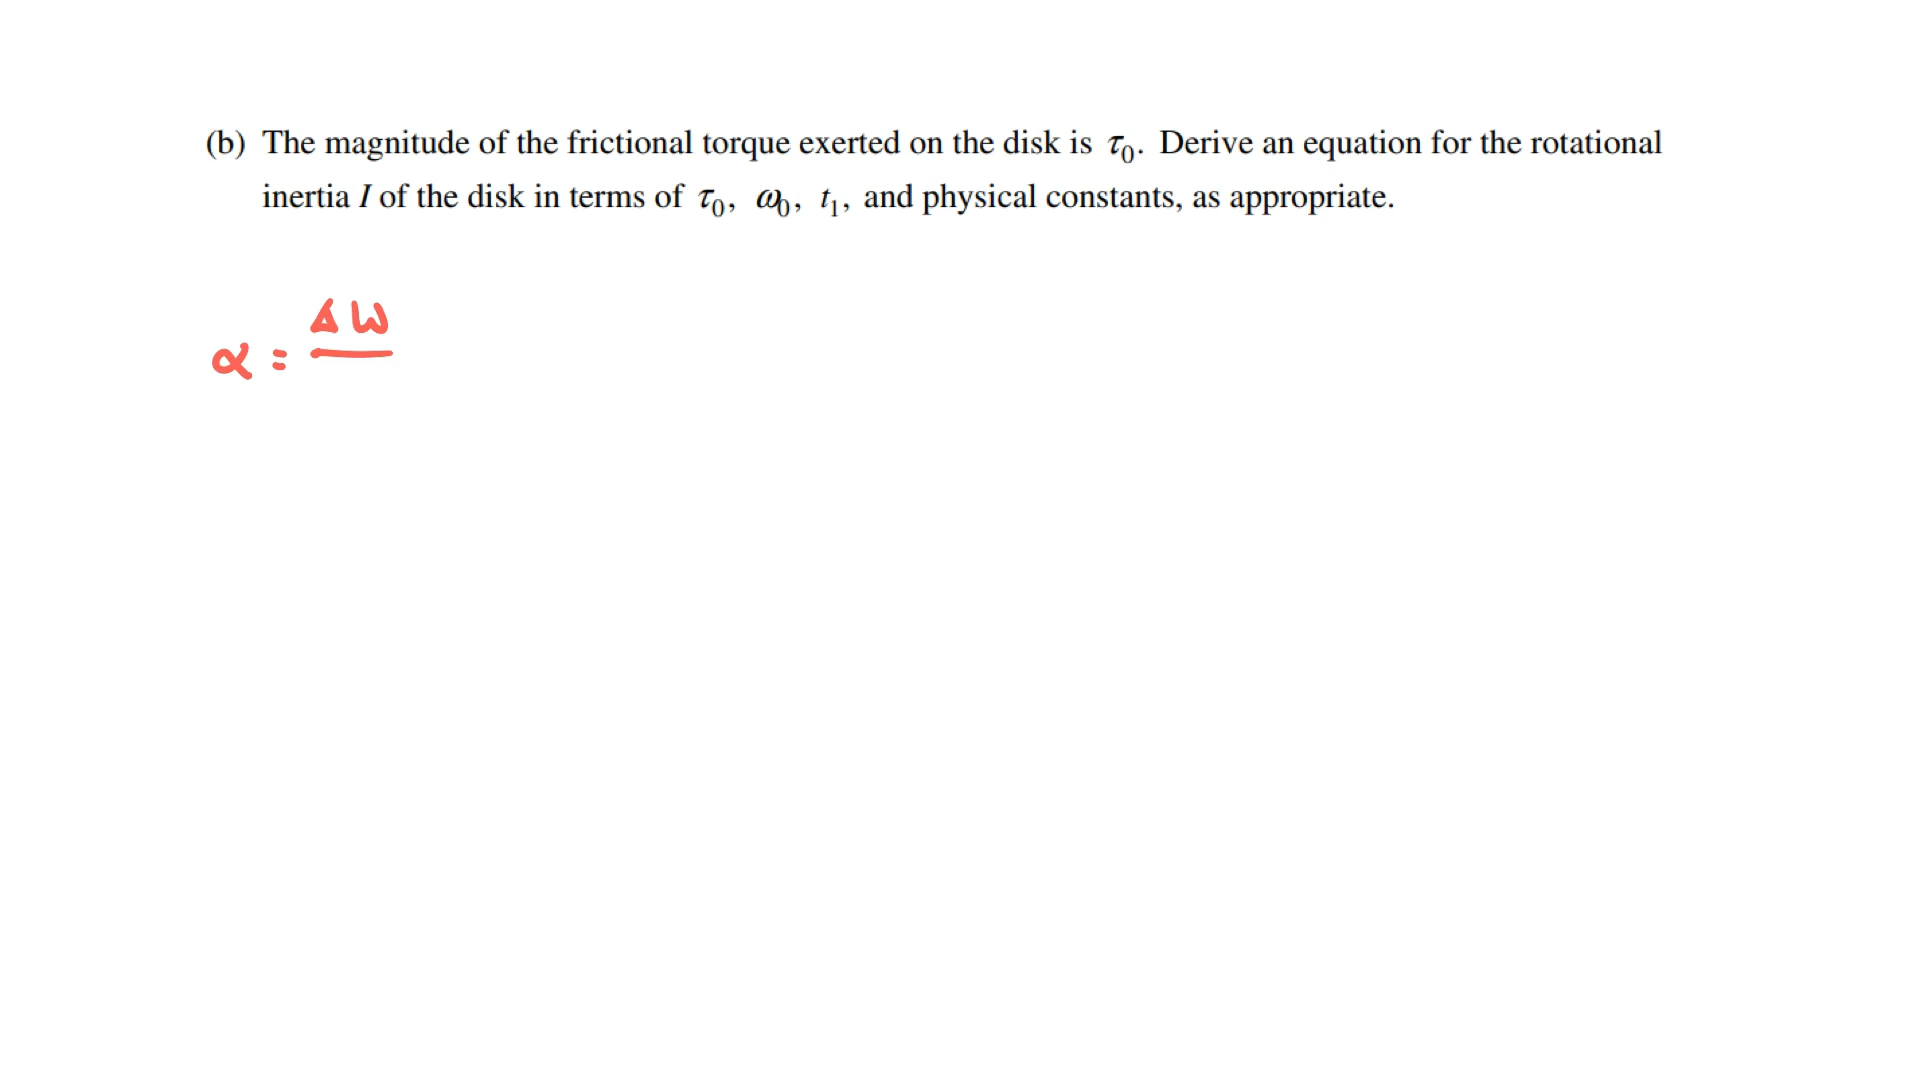 (b) The magnitude of the frictional torque exerted on the disk is τ₀. Derive an equation for the rotational
inertia I of the disk in terms of τ₀, ω₀, t₁, and physical constants, as appropriate.
Δω
α =